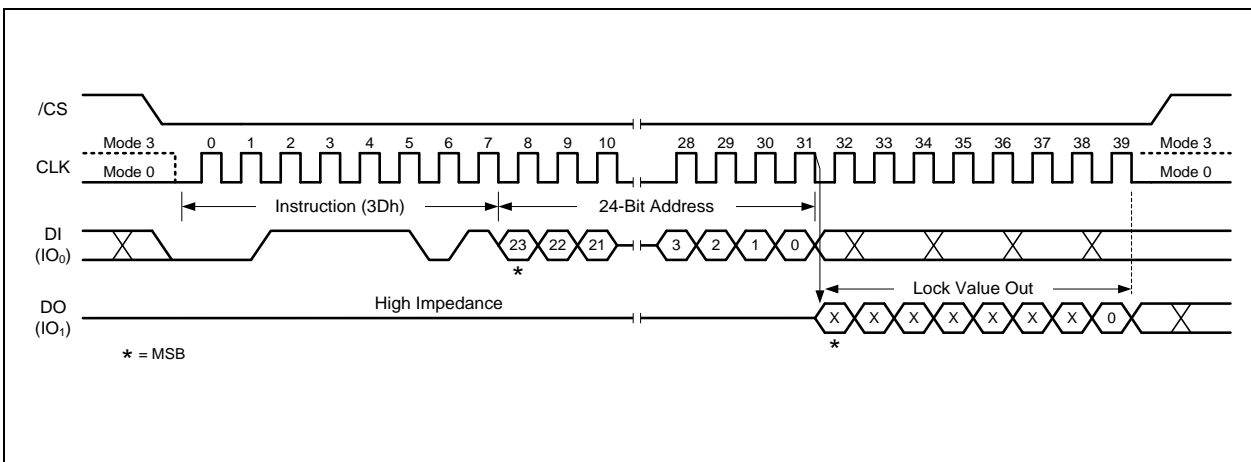 /CS
Mode 3 0 1 2 3 4 5 6 7 8 9 10 28 29 30 31 32 33 34 35 36 37 38 39 Mode 3
CLK
Mode 0 Mode 0
Instruction (3Dh) 24-Bit Address
DI
(IO₀)
23 22 21 3 2 1 0
*
Lock Value Out
High Impedance
DO
(IO₁)
X X X X X X X 0
*
* = MSB